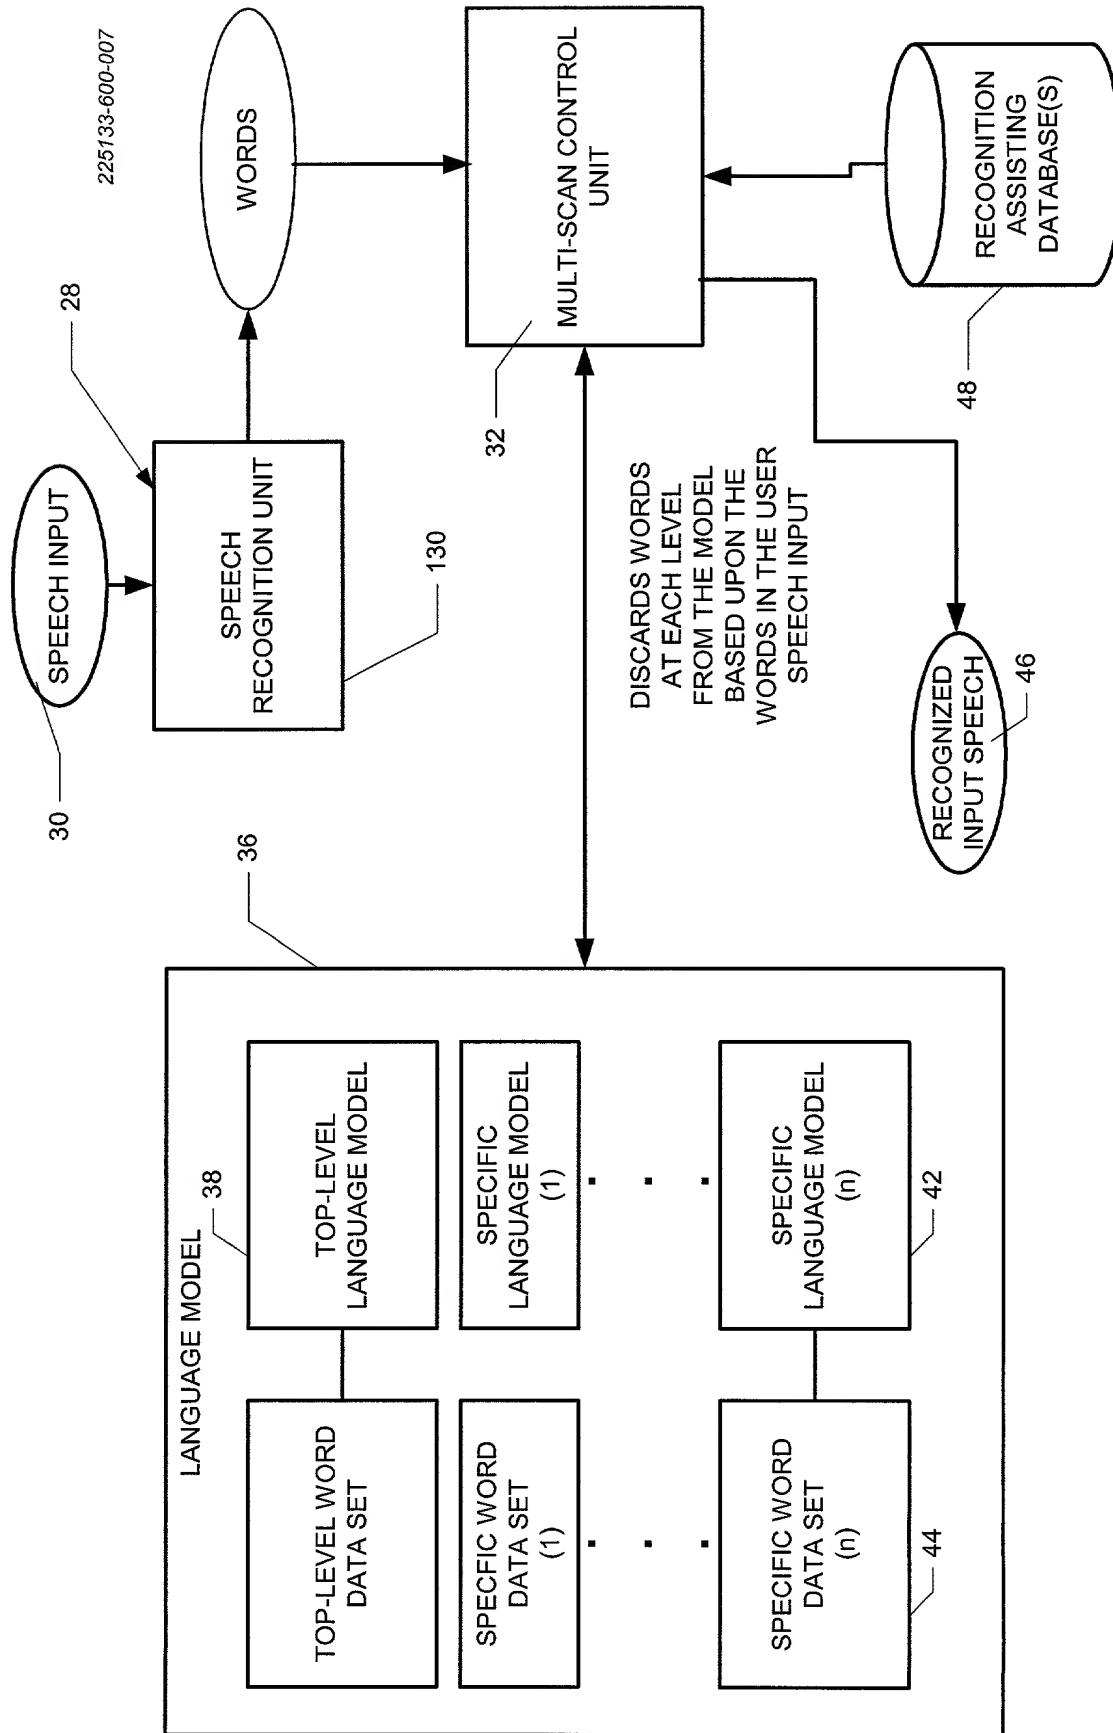 225133-600-007
SPEECH INPUT
30
28
SPEECH
RECOGNITION UNIT
130
WORDS
36
LANGUAGE MODEL
38
TOP-LEVEL WORD
DATA SET
TOP-LEVEL
LANGUAGE MODEL
SPECFIC WORD
DATA SET
(1)
SPECIFIC
LANGUAGE MODEL
(1)
SPECIFIC WORD
DATA SET
(n)
SPECIFIC
LANGUAGE MODEL
(n)
44
42
32
MULTI-SCAN CONTROL
UNIT
DISCARDS WORDS
AT EACH LEVEL
FROM THE MODEL
BASED UPON THE
WORDS IN THE USER
SPEECH INPUT
RECOGNIZED
INPUT SPEECH
46
48
RECOGNITION
ASSISTING
DATABASE(S)